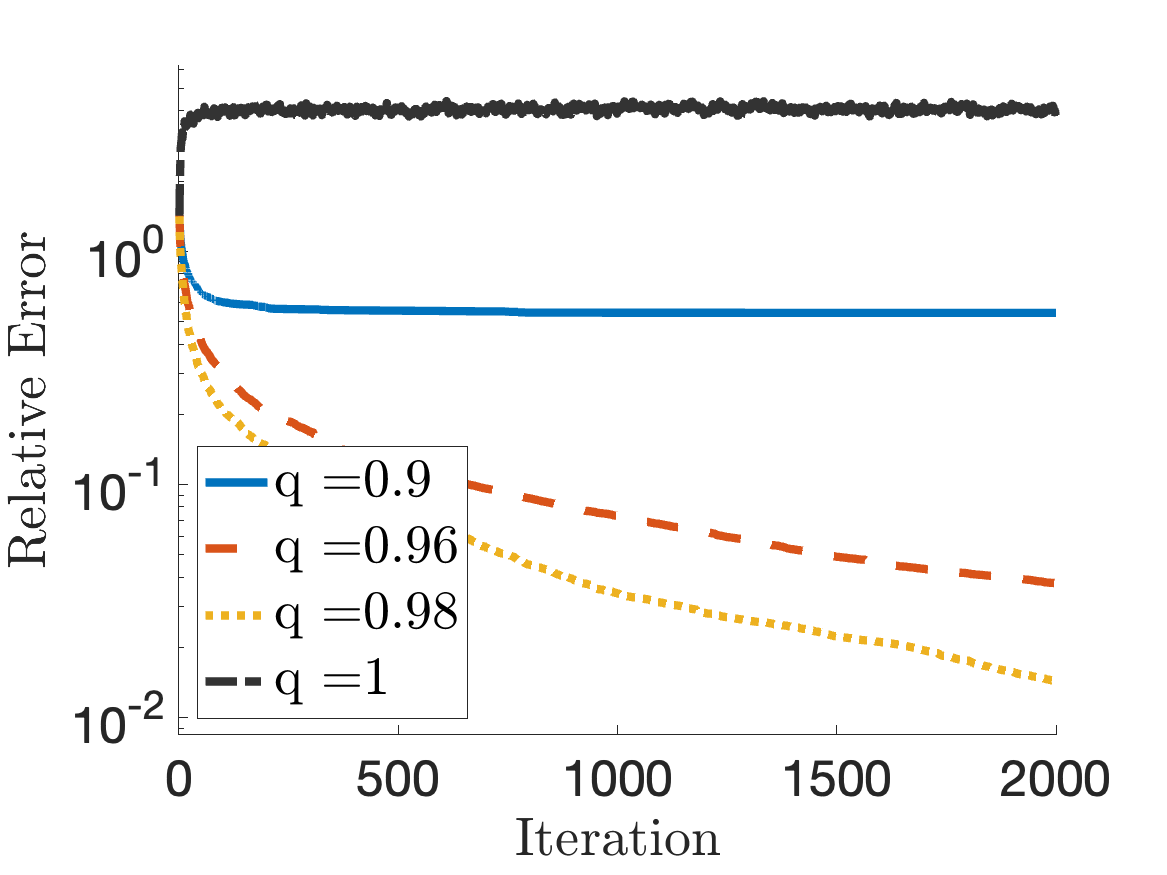 Relative Error
10^0
10^-1
10^-2
q =0.9
q =0.96
q =0.98
q =1
0 500 1000 1500 2000
Iteration